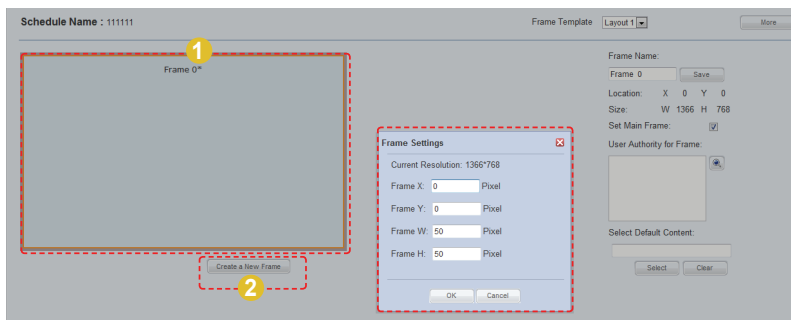 Schedule Name : 111111
Frame Template Layout 1 More
1
Frame 0*
Create a New Frame
2
Frame Settings
Current Resolution: 1366*768
Frame X: 0 Pixel
Frame Y: 0 Pixel
Frame W: 50 Pixel
Frame H: 50 Pixel
OK Cancel
Frame Name:
Frame 0 Save
Location: X 0 Y 0
Size: W 1366 H 768
Set Main Frame:
User Authority for Frame:
Select Default Content:
Select Clear